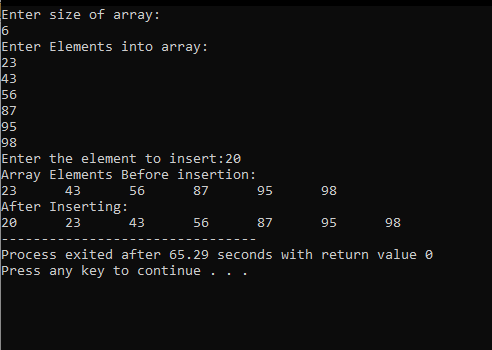 Enter size of array:
6
Enter Elements into array:
23
43
56
87
95
98
Enter the element to insert:20
Array Elements Before insertion:
23      43      56      87      95      98
After Inserting:
20      23      43      56      87      95      98
--------------------------------
Process exited after 65.29 seconds with return value 0
Press any key to continue . . .